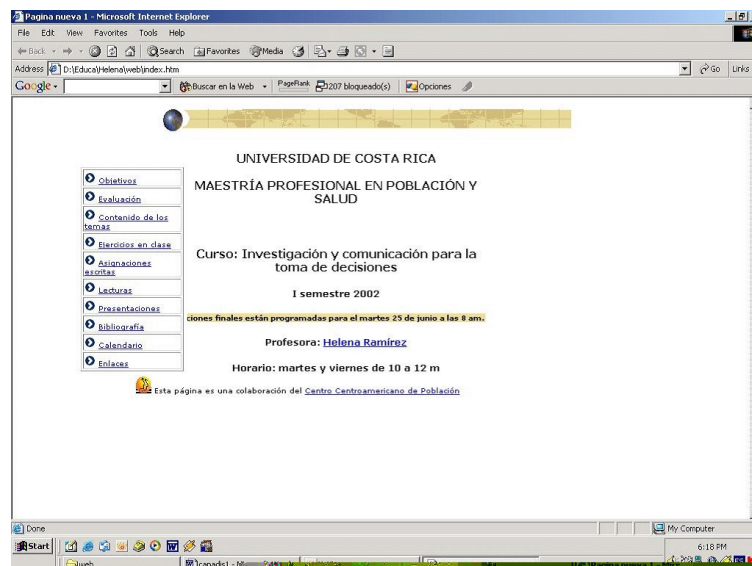 Pagina nueva 1 - Microsoft Internet Explorer
File Edit View Favorites Tools Help
Back Search Favorites Media
Address D:\Educa\Helena\web\index.htm Go Links
Google Buscar en la Web PageRank 207 bloqueado(s) Opciones
UNIVERSIDAD DE COSTA RICA
MAESTRÍA PROFESIONAL EN POBLACIÓN Y
SALUD
Objetivos
Evaluación
Contenido de los
temas
Ejercicios en clase
Asignaciones
escritas
Lecturas
Presentaciones
Bibliografía
Calendario
Enlaces
Curso: Investigación y comunicación para la
toma de decisiones
I semestre 2002
ciones finales están programadas para el martes 25 de junio a las 8 am.
Profesora: Helena Ramírez
Horario: martes y viernes de 10 a 12 m
Esta página es una colaboración del Centro Centroamericano de Población
Done My Computer
Start 6:18 PM
web